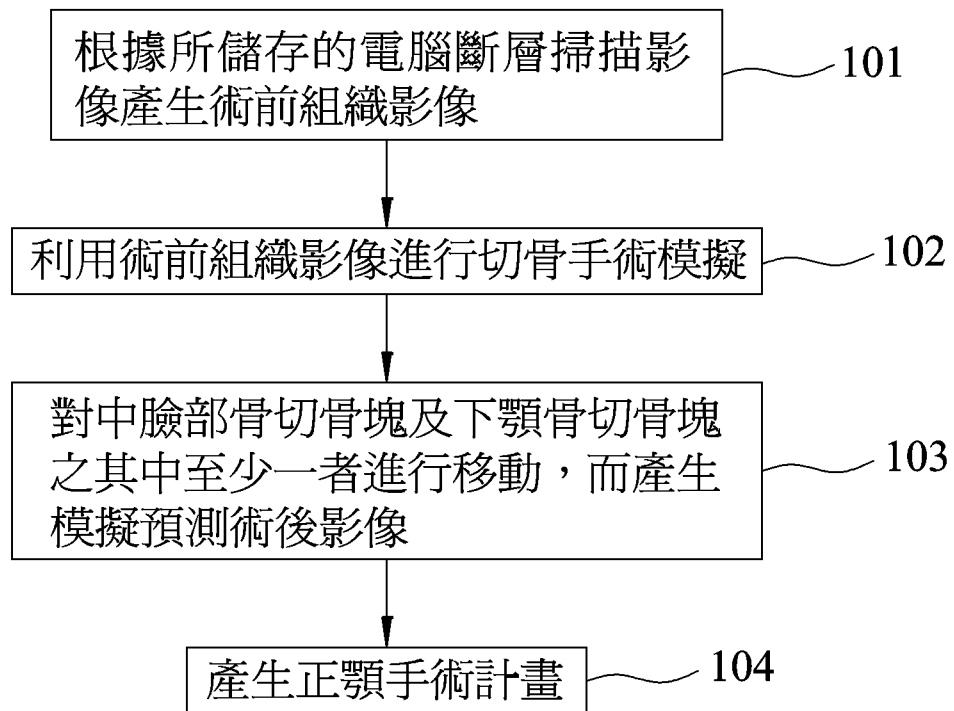 根據所儲存的電腦斷層掃描影
像產生術前組織影像
101
利用術前組織影像進行切骨手術模擬
102
對中臉部骨切骨塊及下顎骨切骨塊
之其中至少一者進行移動，而產生
模擬預測術後影像
103
產生正顎手術計畫
104